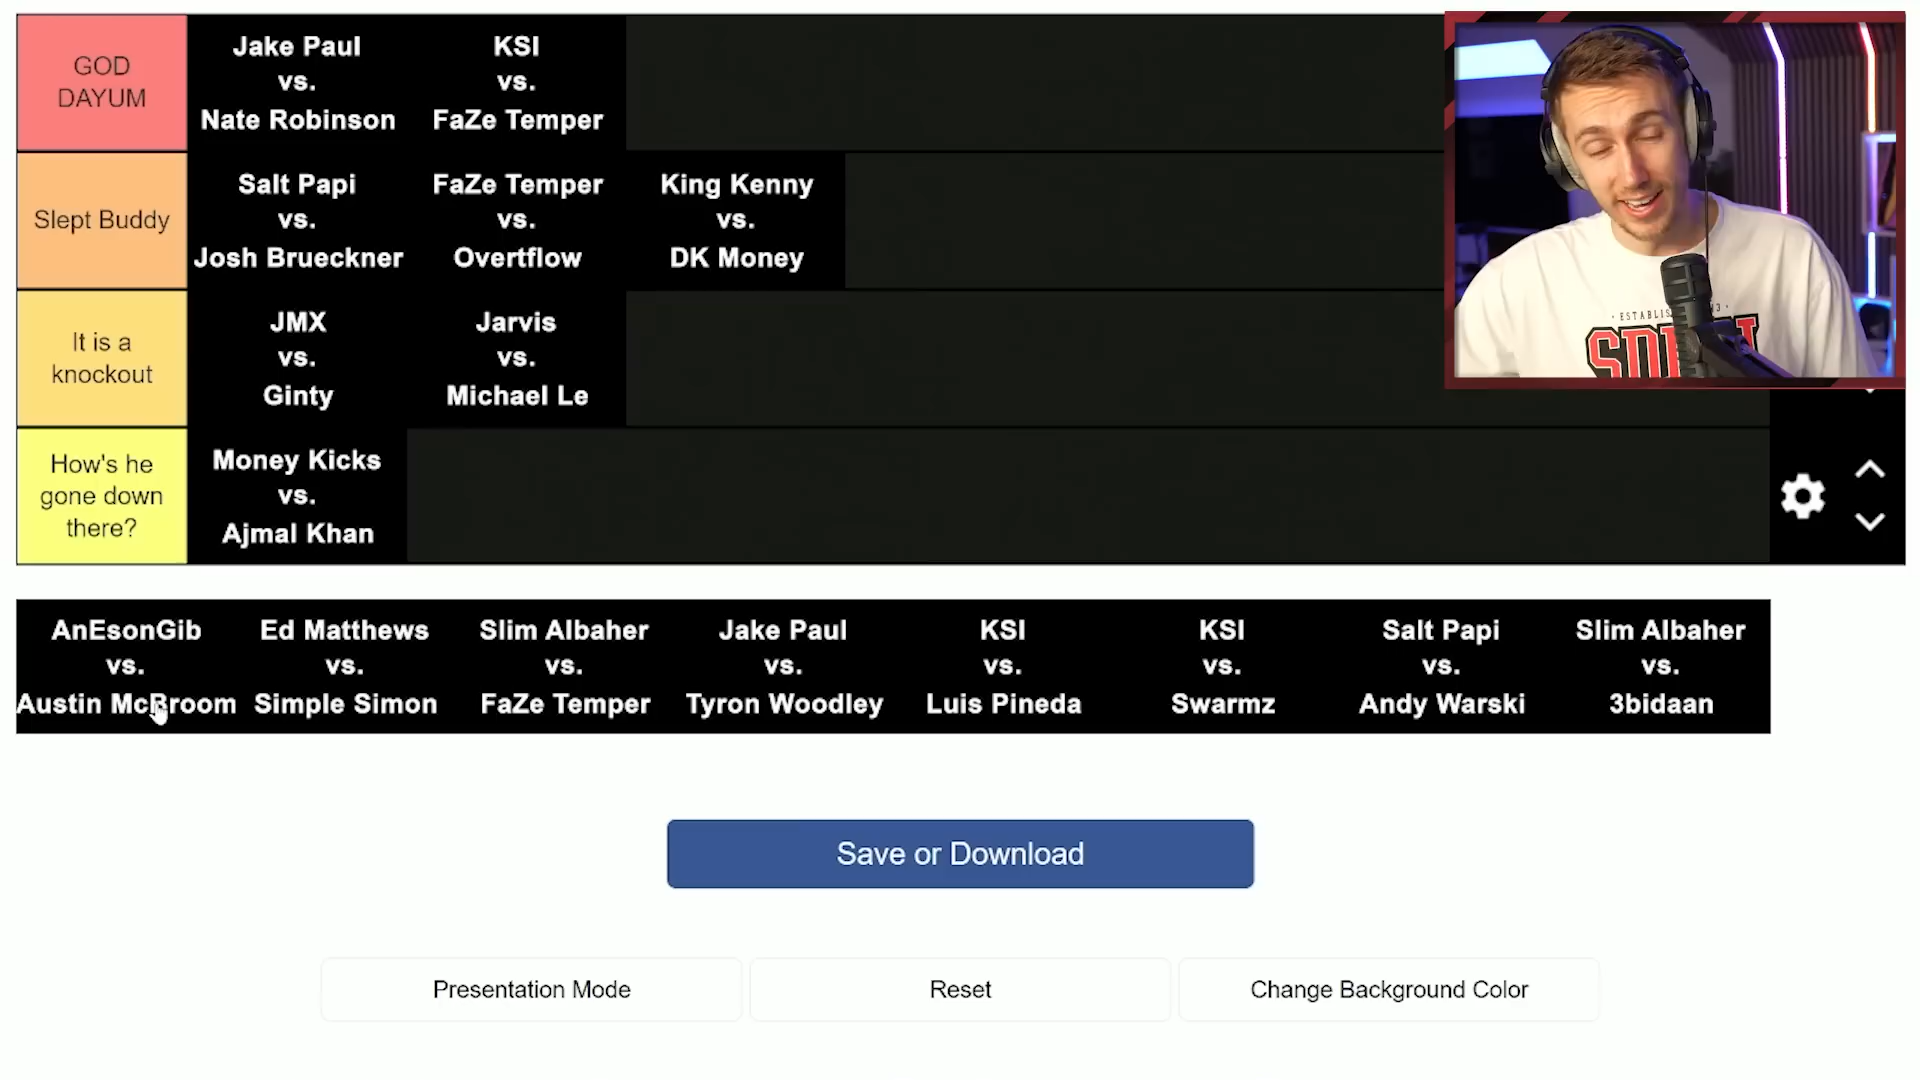 GOD
DAYUM
Jake Paul
vs.
Nate Robinson
KSI
vs.
FaZe Temper
Slept Buddy
Salt Papi
vs.
Josh Brueckner
FaZe Temper
vs.
Overtflow
King Kenny
vs.
DK Money
It is a
knockout
JMX
vs.
Ginty
Jarvis
vs.
Michael Le
How's he
gone down
there?
Money Kicks
vs.
Ajmal Khan
AnEsonGib
vs.
Austin McBroom
Ed Matthews
vs.
Simple Simon
Slim Albaher
vs.
FaZe Temper
Jake Paul
vs.
Tyron Woodley
KSI
vs.
Luis Pineda
KSI
vs.
Swarmz
Salt Papi
vs.
Andy Warski
Slim Albaher
vs.
3bidaan
Save or Download
Presentation Mode
Reset
Change Background Color